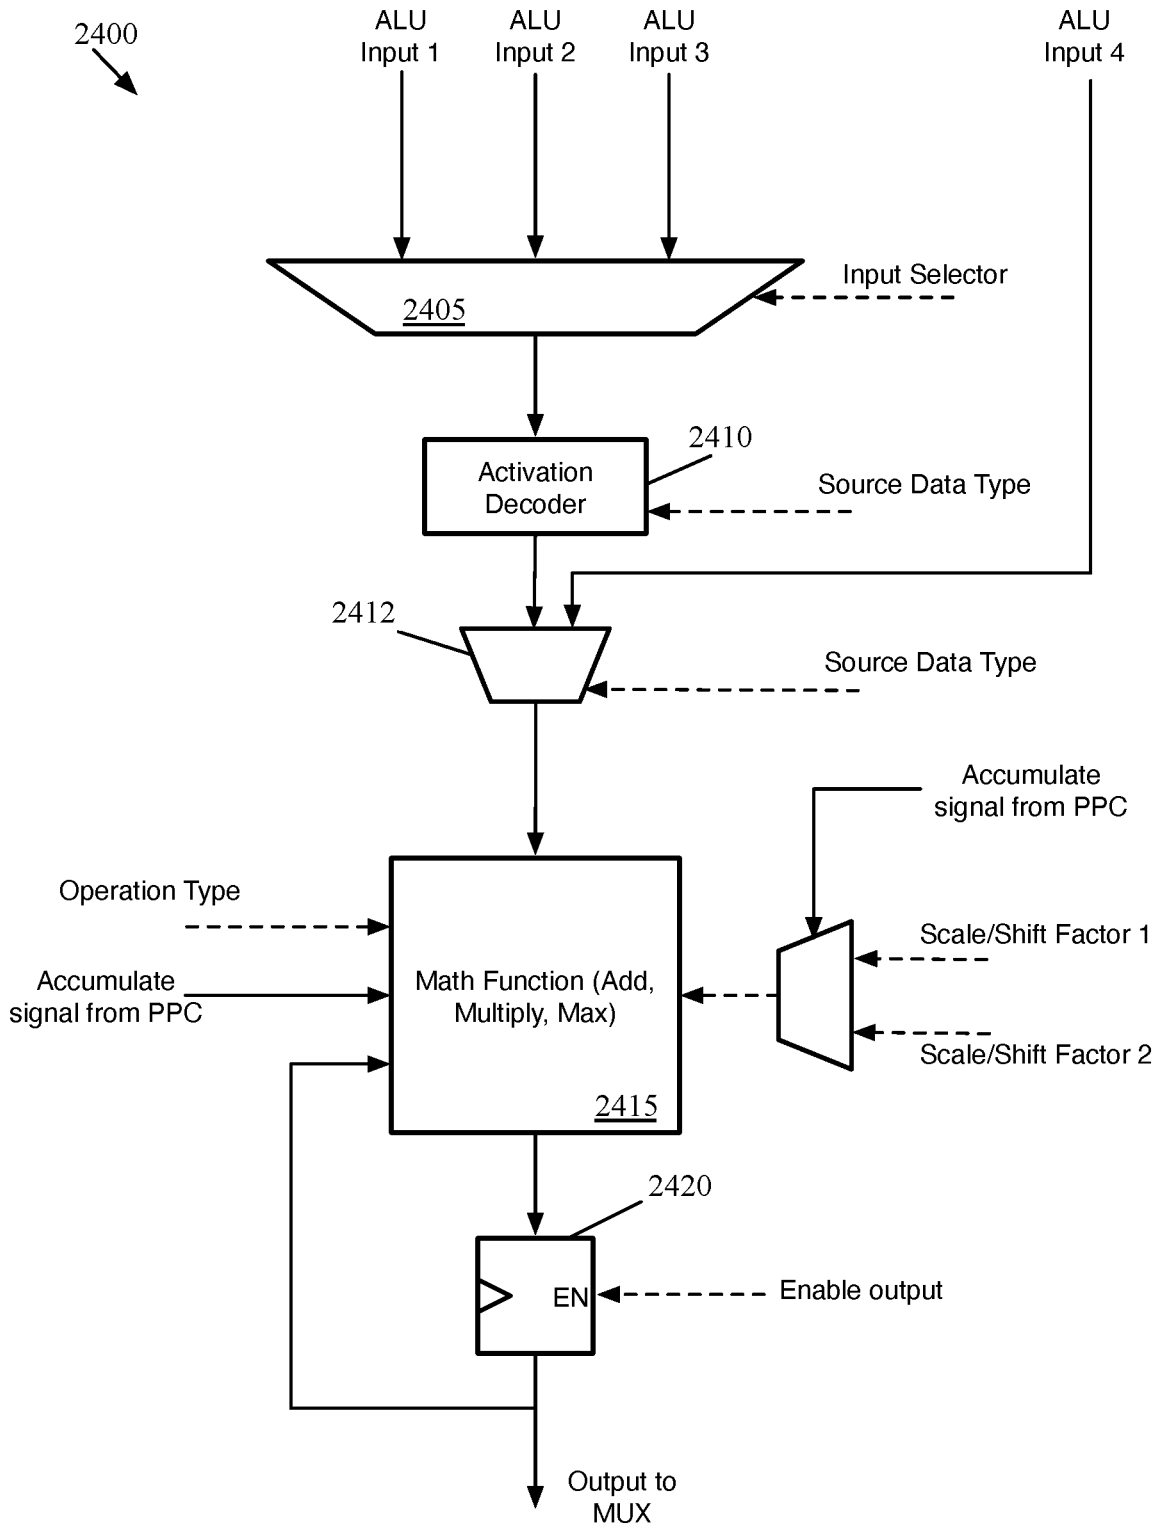 2400
ALU
Input 1
ALU
Input 2
ALU
Input 3
ALU
Input 4
Input Selector
2405
2410
Activation
Decoder
Source Data Type
2412
Source Data Type
Accumulate
signal from PPC
Operation Type
Scale/Shift Factor 1
Accumulate
signal from PPC
Math Function (Add,
Multiply, Max)
Scale/Shift Factor 2
2415
2420
EN
Enable output
Output to
MUX